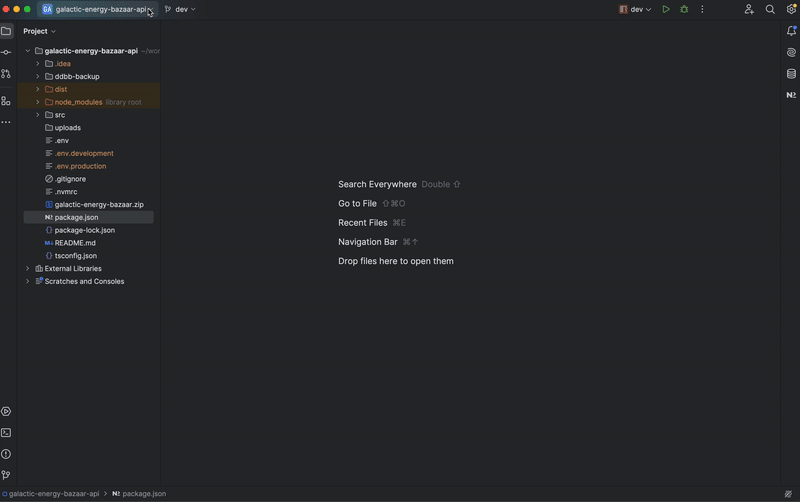 GA galactic-energy-bazaar-api
dev
dev
Project
galactic-energy-bazaar-api ~/wor
.idea
ddbb-backup
dist
node_modules library root
src
uploads
.env
.env.development
.env.production
.gitignore
.nvmrc
galactic-energy-bazaar.zip
package.json
package-lock.json
README.md
tsconfig.json
External Libraries
Scratches and Consoles
Search Everywhere Double ⇧
Go to File ⇧⌘O
Recent Files ⌘E
Navigation Bar ⌘↑
Drop files here to open them
galactic-energy-bazaar-api > package.json